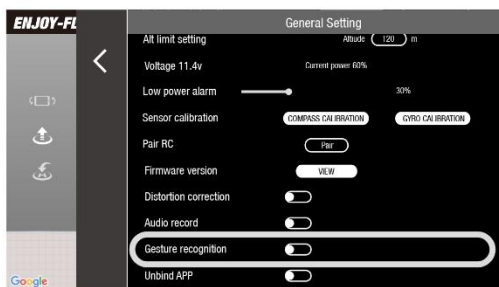 ENJOY-FL
General Setting
Alt limit setting Altitude 120 m
Voltage 11.4v Current power 60%
Low power alarm 30%
Sensor calibration COMPASS CALIBRATION GYRO CALIBRATION
Pair RC Pair
Firmware version VIEW
Distortion correction
Audio record
Gesture recognition
Unbind APP
Google